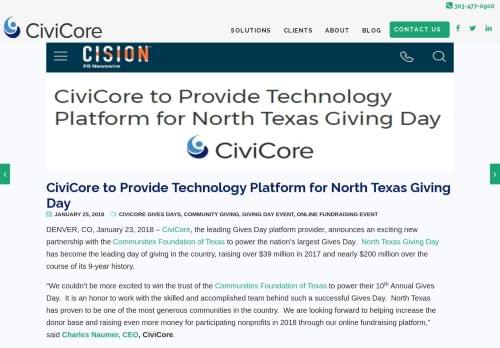 303-477-0900
CiviCore
SOLUTIONS CLIENTS ABOUT BLOG CONTACT US
CISION
PR Newswire
CiviCore to Provide Technology
Platform for North Texas Giving Day
CiviCore
CiviCore to Provide Technology Platform for North Texas Giving
Day
JANUARY 25, 2018 CIVICORE GIVES DAYS, COMMUNITY GIVING, GIVING DAY EVENT, ONLINE FUNDRAISING EVENT
DENVER, CO, January 23, 2018 – CiviCore, the leading Gives Day platform provider, announces an exciting new
partnership with the Communities Foundation of Texas to power the nation's largest Gives Day. North Texas Giving Day
has become the leading day of giving in the country, raising over $39 million in 2017 and nearly $200 million over the
course of its 9-year history.
“We couldn't be more excited to win the trust of the Communities Foundation of Texas to power their 10th Annual Gives
Day. It is an honor to work with the skilled and accomplished team behind such a successful Gives Day. North Texas
has proven to be one of the most generous communities in the country. We are looking forward to helping increase the
donor base and raising even more money for participating nonprofits in 2018 through our online fundraising platform,”
said Charles Naumer, CEO, CiviCore.